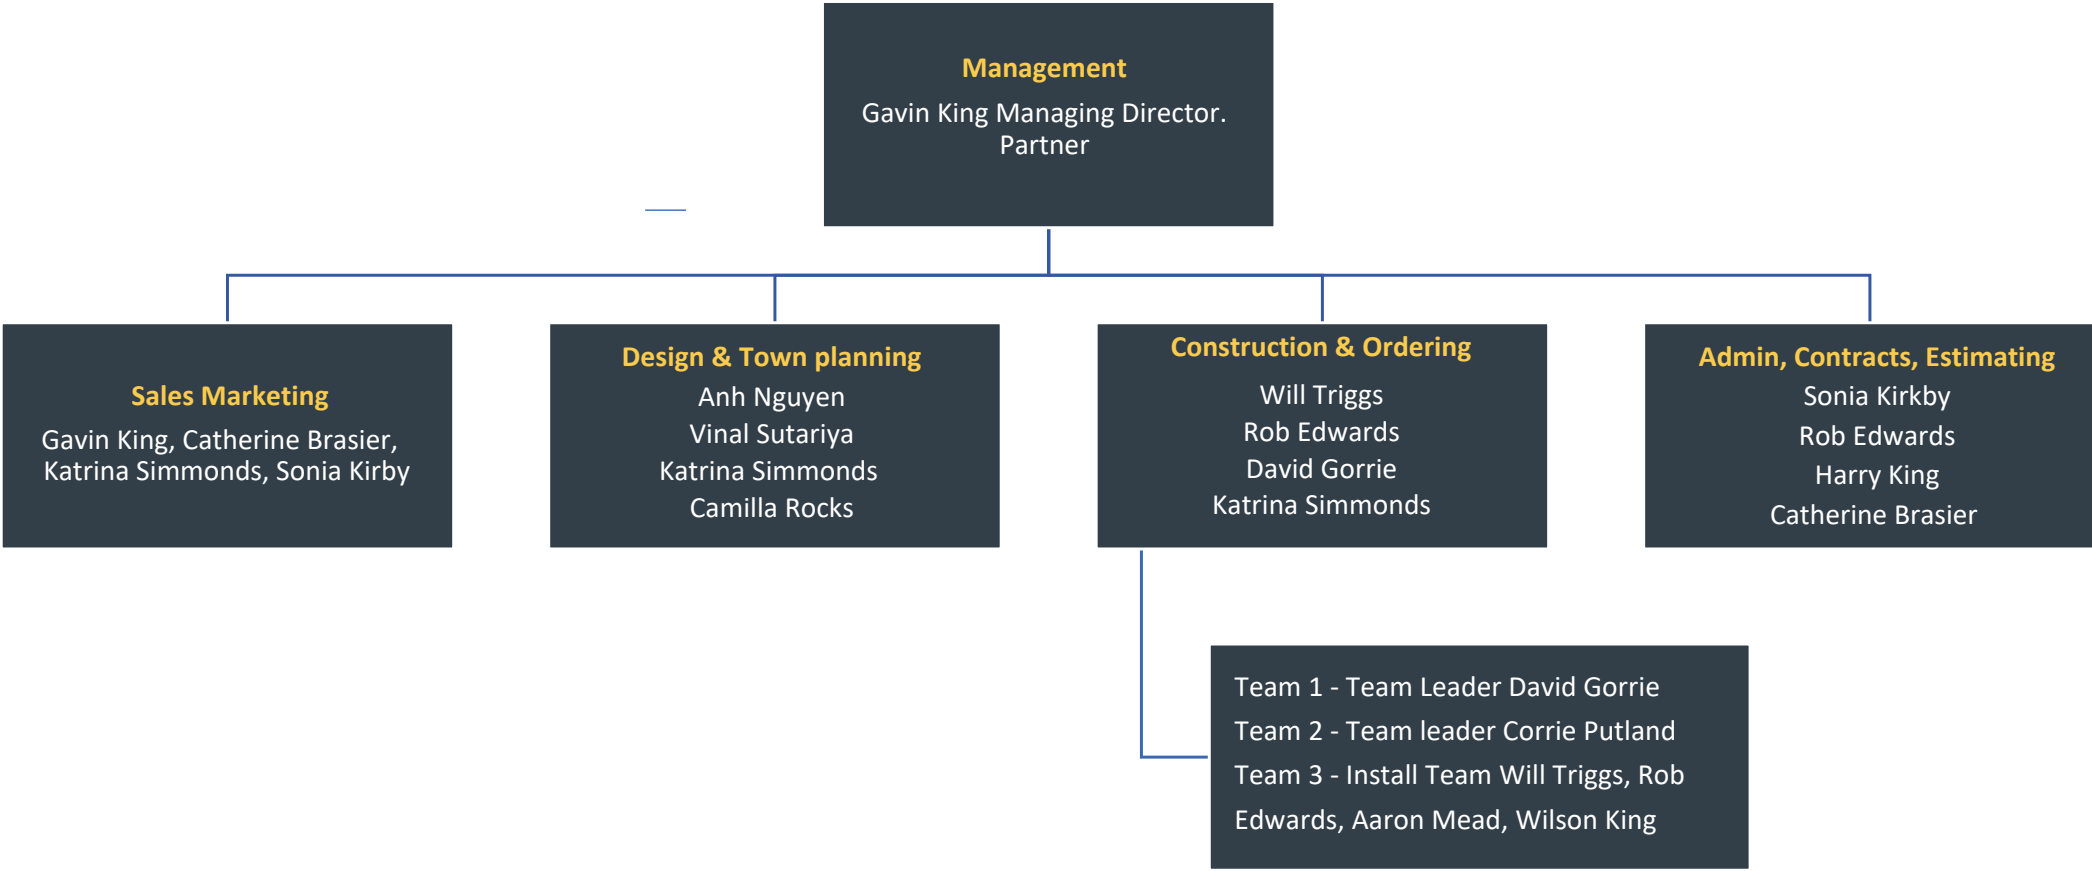 Management
Gavin King Managing Director.
Partner
Sales Marketing
Gavin King, Catherine Brasier,
Katrina Simmonds, Sonia Kirby
Design & Town planning
Anh Nguyen
Vinal Sutariya
Katrina Simmonds
Camilla Rocks
Construction & Ordering
Will Triggs
Rob Edwards
David Gorrie
Katrina Simmonds
Admin, Contracts, Estimating
Sonia Kirkby
Rob Edwards
Harry King
Catherine Brasier
Team 1 - Team Leader David Gorrie
Team 2 - Team leader Corrie Putland
Team 3 - Install Team Will Triggs, Rob
Edwards, Aaron Mead, Wilson King